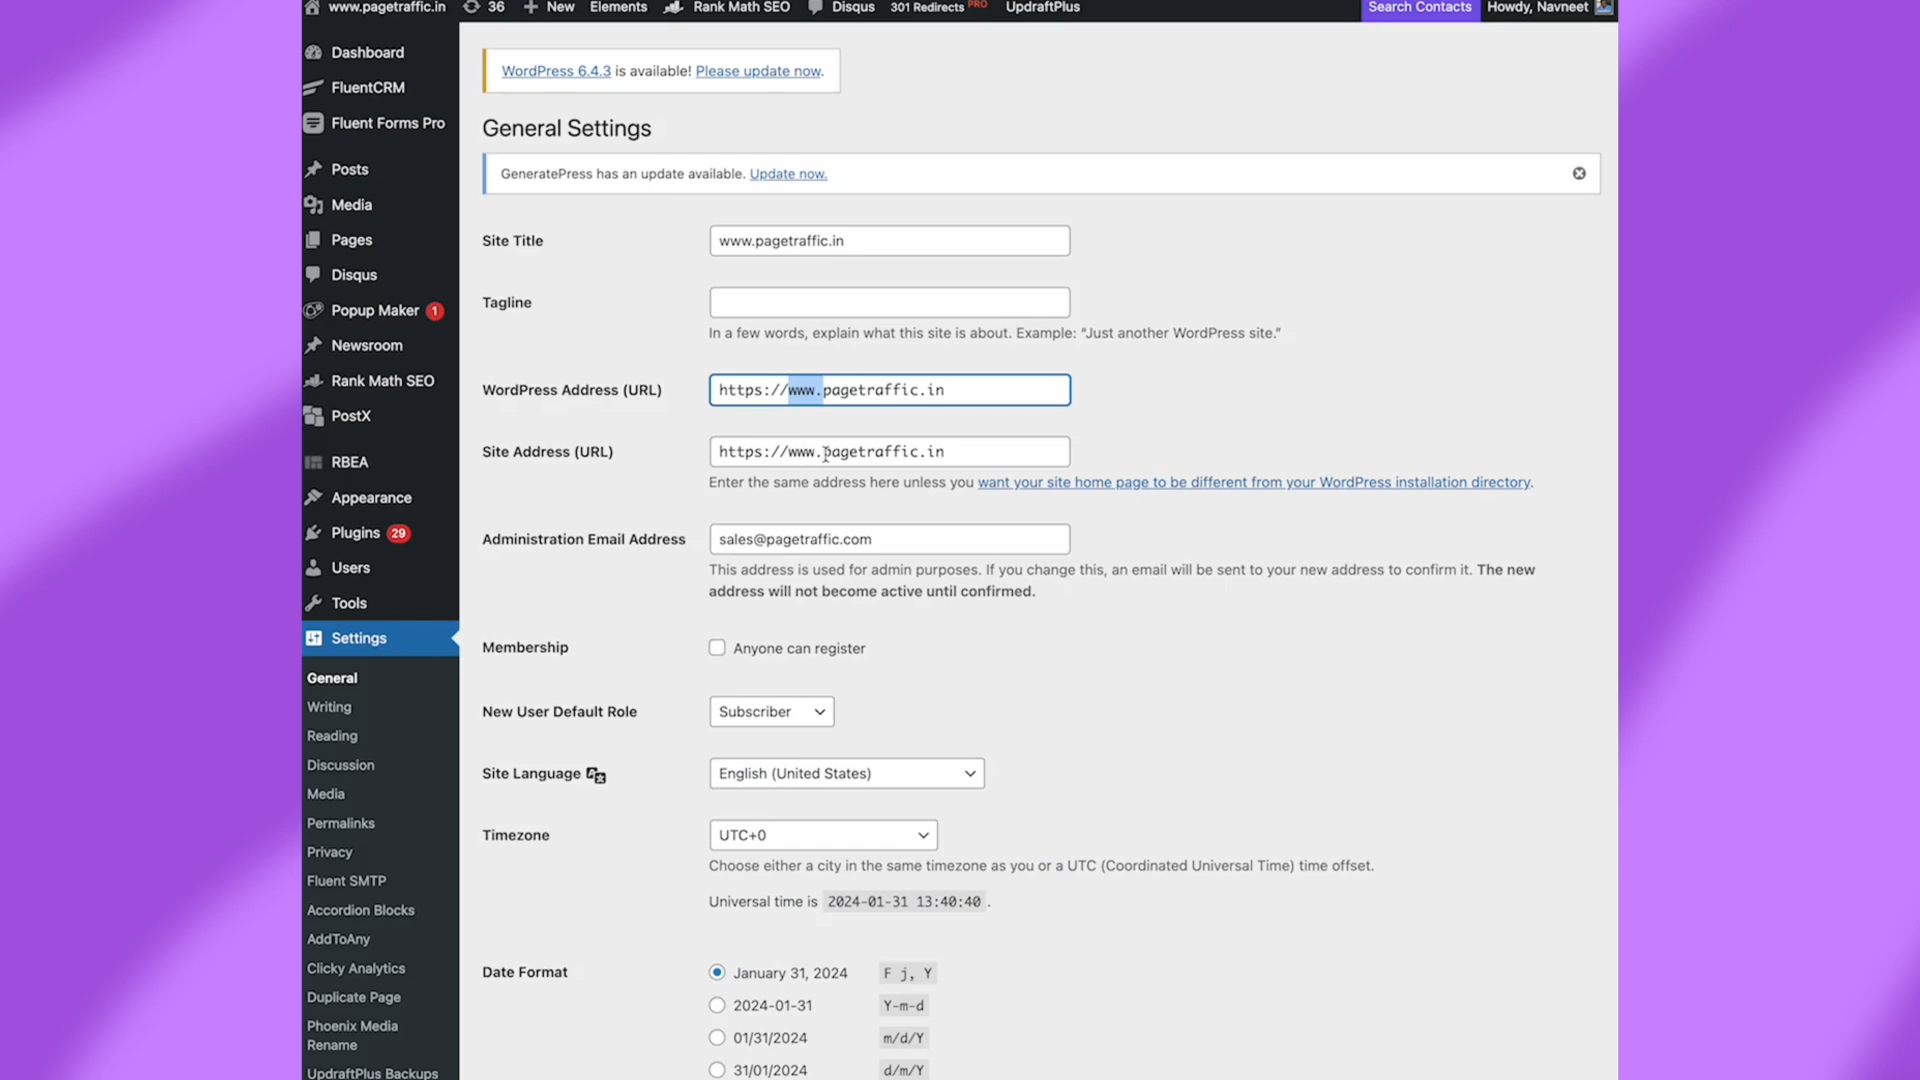 www.pagetraffic.in 36 New Elements Rank Math SEO Disqus 301 Redirects PRO UpdraftPlus Search Contacts Howdy, Navneet
Dashboard
FluentCRM
Fluent Forms Pro
Posts
Media
Pages
Disqus
Popup Maker 1
Newsroom
Rank Math SEO
PostX
RBEA
Appearance
Plugins 29
Users
Tools
Settings
General
Writing
Reading
Discussion
Media
Permalinks
Privacy
Fluent SMTP
Accordion Blocks
AddToAny
Clicky Analytics
Duplicate Page
Phoenix Media
Rename
UpdraftPlus Backups
WordPress 6.4.3 is available! Please update now.
General Settings
GeneratePress has an update available. Update now.
Site Title www.pagetraffic.in
Tagline
In a few words, explain what this site is about. Example: “Just another WordPress site.”
WordPress Address (URL) https://www.pagetraffic.in
Site Address (URL) https://www.pagetraffic.in
Enter the same address here unless you want your site home page to be different from your WordPress installation directory.
Administration Email Address sales@pagetraffic.com
This address is used for admin purposes. If you change this, an email will be sent to your new address to confirm it. The new
address will not become active until confirmed.
Membership Anyone can register
New User Default Role Subscriber
Site Language English (United States)
Timezone UTC+0
Choose either a city in the same timezone as you or a UTC (Coordinated Universal Time) time offset.
Universal time is 2024-01-31 13:40:40 .
Date Format January 31, 2024 F j, Y
2024-01-31 Y-m-d
01/31/2024 m/d/Y
31/01/2024 d/m/Y